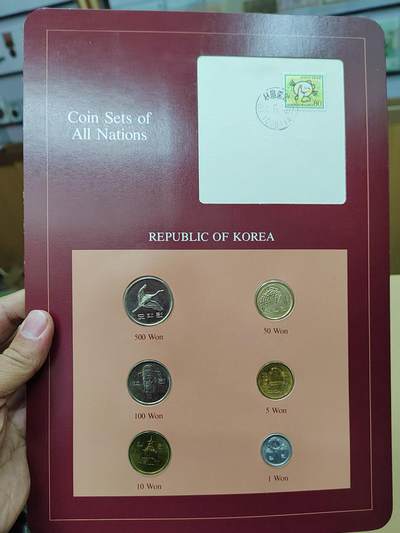 Coin Sets of
All Nations
REPUBLIC OF KOREA
500 Won
50 Won
100 Won
5 Won
10 Won
1 Won